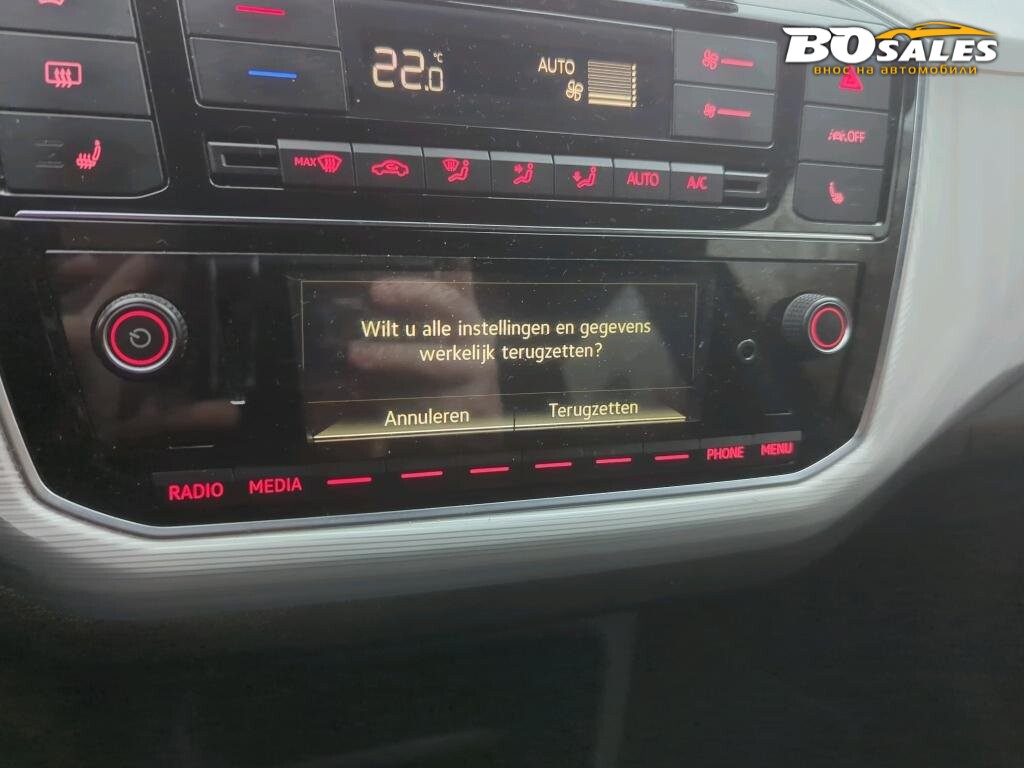 BOSALES
внос на автомобили
22.0 °C
AUTO
OFF
MAX
AUTO
A/C
Wilt u alle instellingen en gegevens
werkelijk terugzetten?
Annuleren
Terugzetten
RADIO
MEDIA
PHONE
MENU